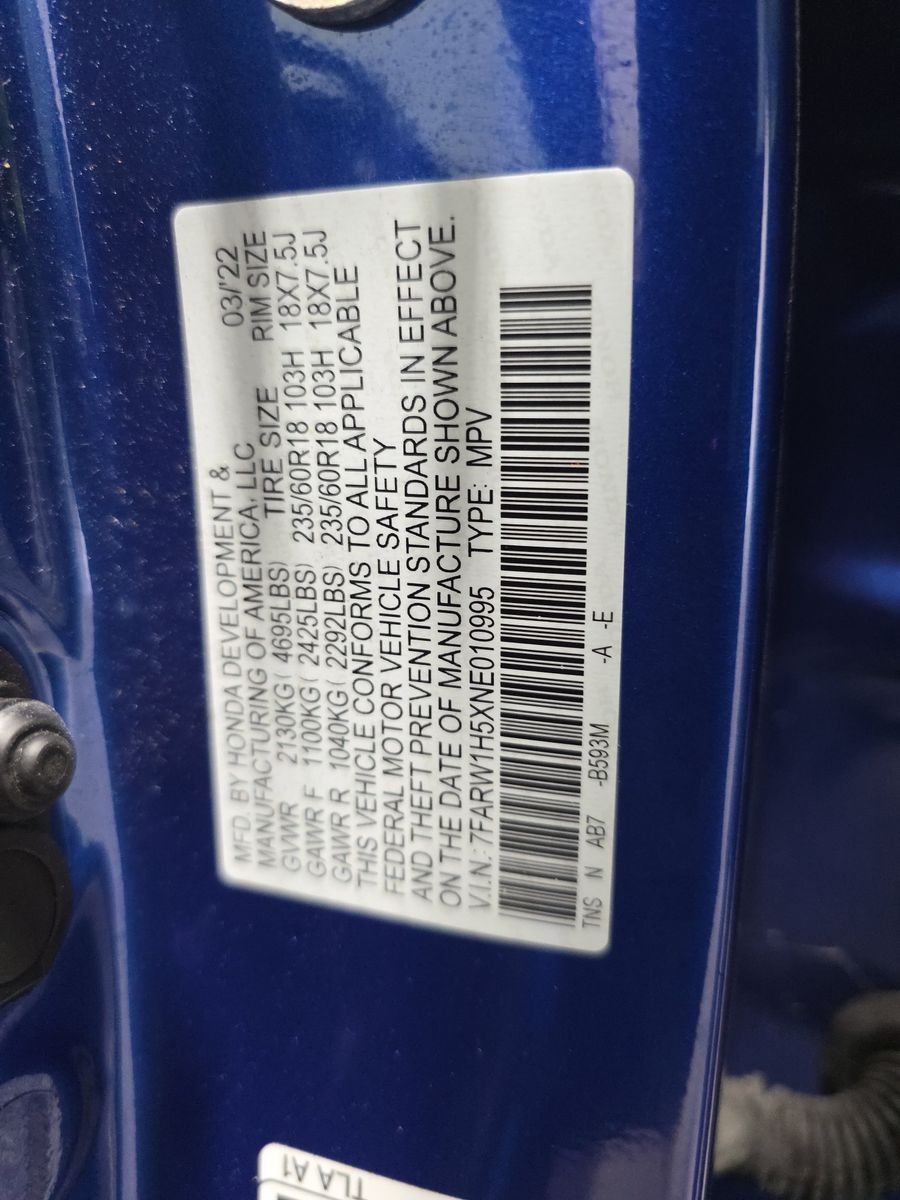 MFD. BY HONDA DEVELOPMENT & 03/'22
MANUFACTURING OF AMERICA, LLC
TIRE SIZE RIM SIZE
GVWR 2130KG( 4695LBS)
GAWR F 1100KG( 2425LBS) 235/60R18 103H 18X7.5J
GAWR R 1040KG( 2292LBS) 235/60R18 103H 18X7.5J
THIS VEHICLE CONFORMS TO ALL APPLICABLE
FEDERAL MOTOR VEHICLE SAFETY
AND THEFT PREVENTION STANDARDS IN EFFECT
ON THE DATE OF MANUFACTURE SHOWN ABOVE.
V.I.N.: 7FARW1H5XNE010995 TYPE: MPV
TNS N AB7 -B593M -A -E
TLA A1